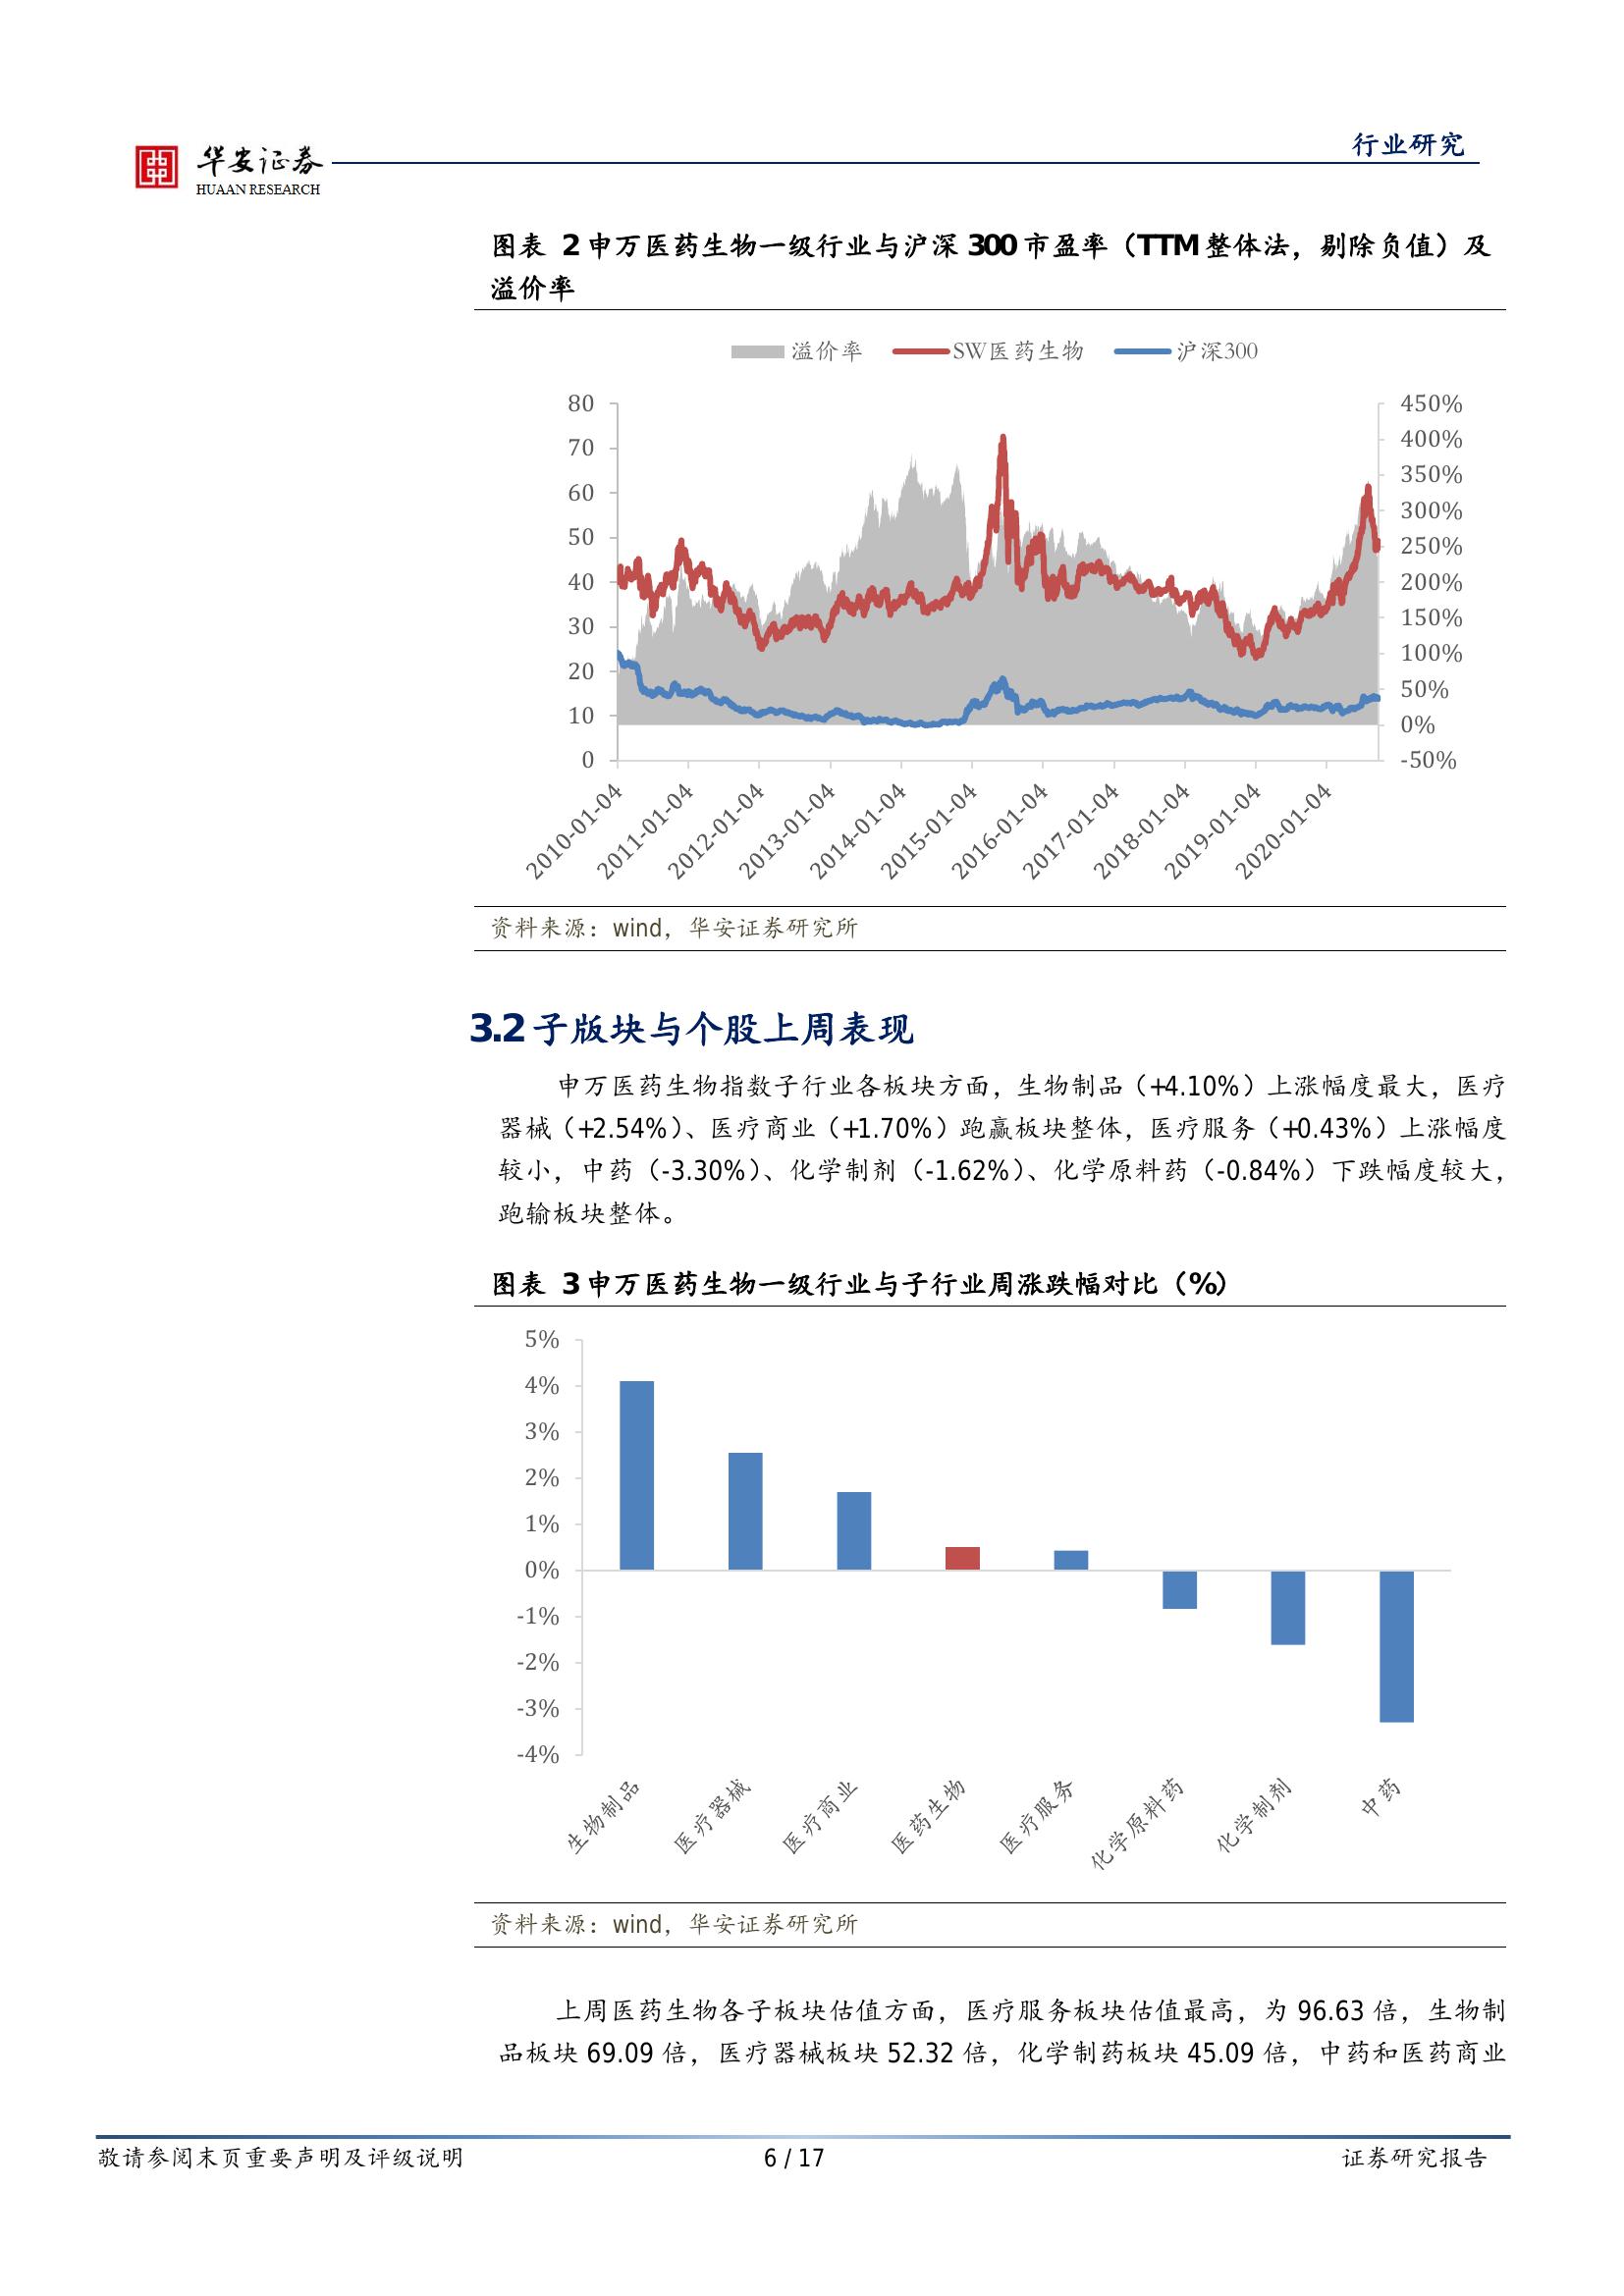 华安证券
HUAAN RESEARCH
行业研究
图表 2 申万医药生物一级行业与沪深 300 市盈率（TTM 整体法，剔除负值）及
溢价率
溢价率 SW医药生物 沪深300
80
70
60
50
40
30
20
10
0
450%
400%
350%
300%
250%
200%
150%
100%
50%
0%
-50%
2010-01-04
2011-01-04
2012-01-04
2013-01-04
2014-01-04
2015-01-04
2016-01-04
2017-01-04
2018-01-04
2019-01-04
2020-01-04
资料来源：wind，华安证券研究所
3.2 子版块与个股上周表现
申万医药生物指数子行业各板块方面，生物制品（+4.10%）上涨幅度最大，医疗
器械（+2.54%）、医疗商业（+1.70%）跑赢板块整体，医疗服务（+0.43%）上涨幅度
较小，中药（-3.30%）、化学制剂（-1.62%）、化学原料药（-0.84%）下跌幅度较大，
跑输板块整体。
图表 3 申万医药生物一级行业与子行业周涨跌幅对比（%）
5%
4%
3%
2%
1%
0%
-1%
-2%
-3%
-4%
生物制品
医疗器械
医疗商业
医药生物
医疗服务
化学原料药
化学制剂
中药
资料来源：wind，华安证券研究所
上周医药生物各子板块估值方面，医疗服务板块估值最高，为 96.63 倍，生物制
品板块 69.09 倍，医疗器械板块 52.32 倍，化学制药板块 45.09 倍，中药和医药商业
敬请参阅末页重要声明及评级说明 6 / 17 证券研究报告